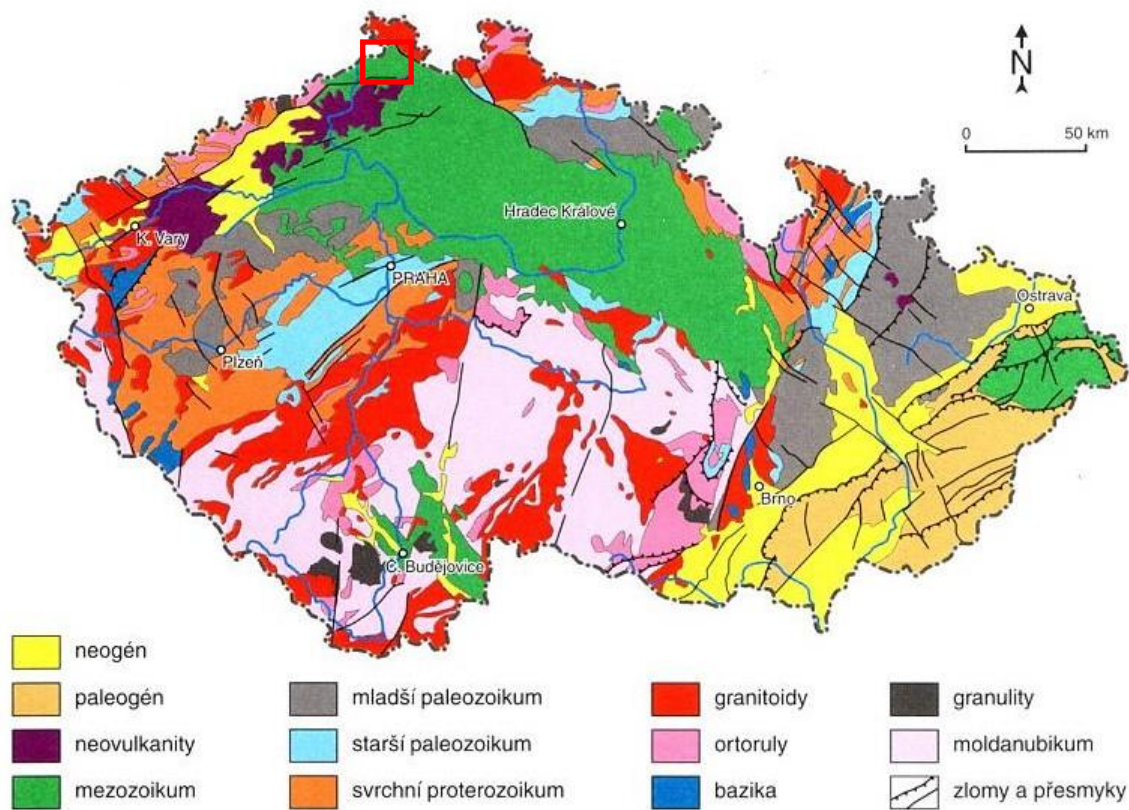 N
0 50 km
Hradec Králové
K. Vary
PRAHA
Ostrava
Plzeň
Brno
Č. Budějovice
neogén
paleogén
neovulkanity
mezozoikum
mladší paleozoikum
starší paleozoikum
svrchní proterozoikum
granitoidy
ortoruly
bazika
granulity
moldanubikum
zlomy a přesmyky